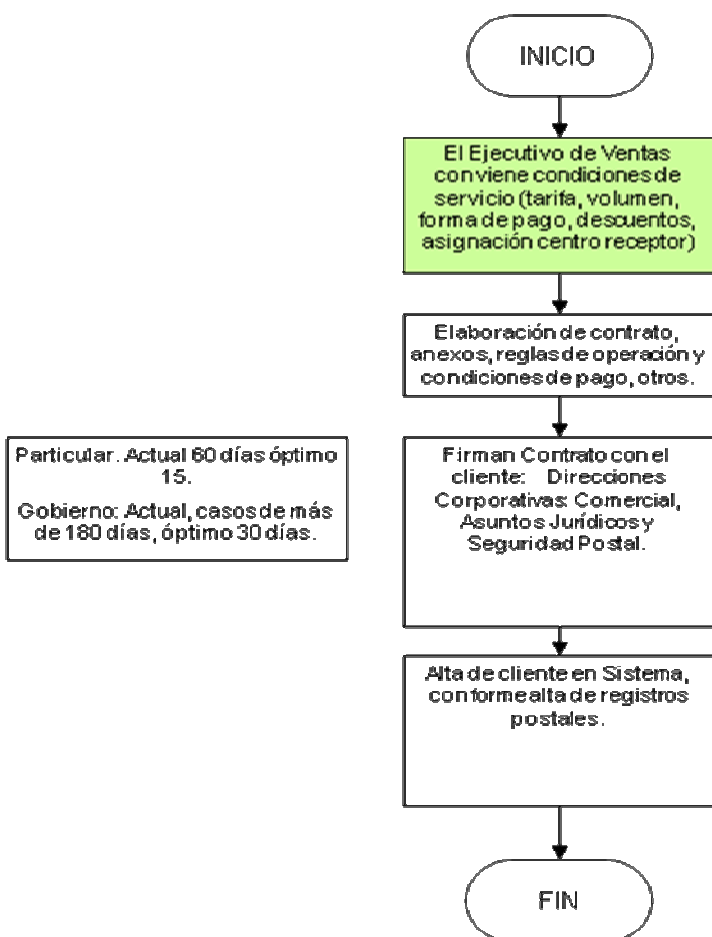 INICIO
El Ejecutivo de Ventas
conviene condiciones de
servicio (tarifa, volumen,
forma de pago, descuentos,
asignación centro receptor)
Elaboración de contrato,
anexos, reglas de operación y
condiciones de pago, otros.
Particular. Actual 60 días óptimo
15.
Gobierno: Actual, casos de más
de 180 días, óptimo 30 días.
Firman Contrato con el
cliente: Direcciones
Corporativas: Comercial,
Asuntos Jurídicos y
Seguridad Postal.
Alta de cliente en Sistema,
conforme alta de registros
postales.
FIN